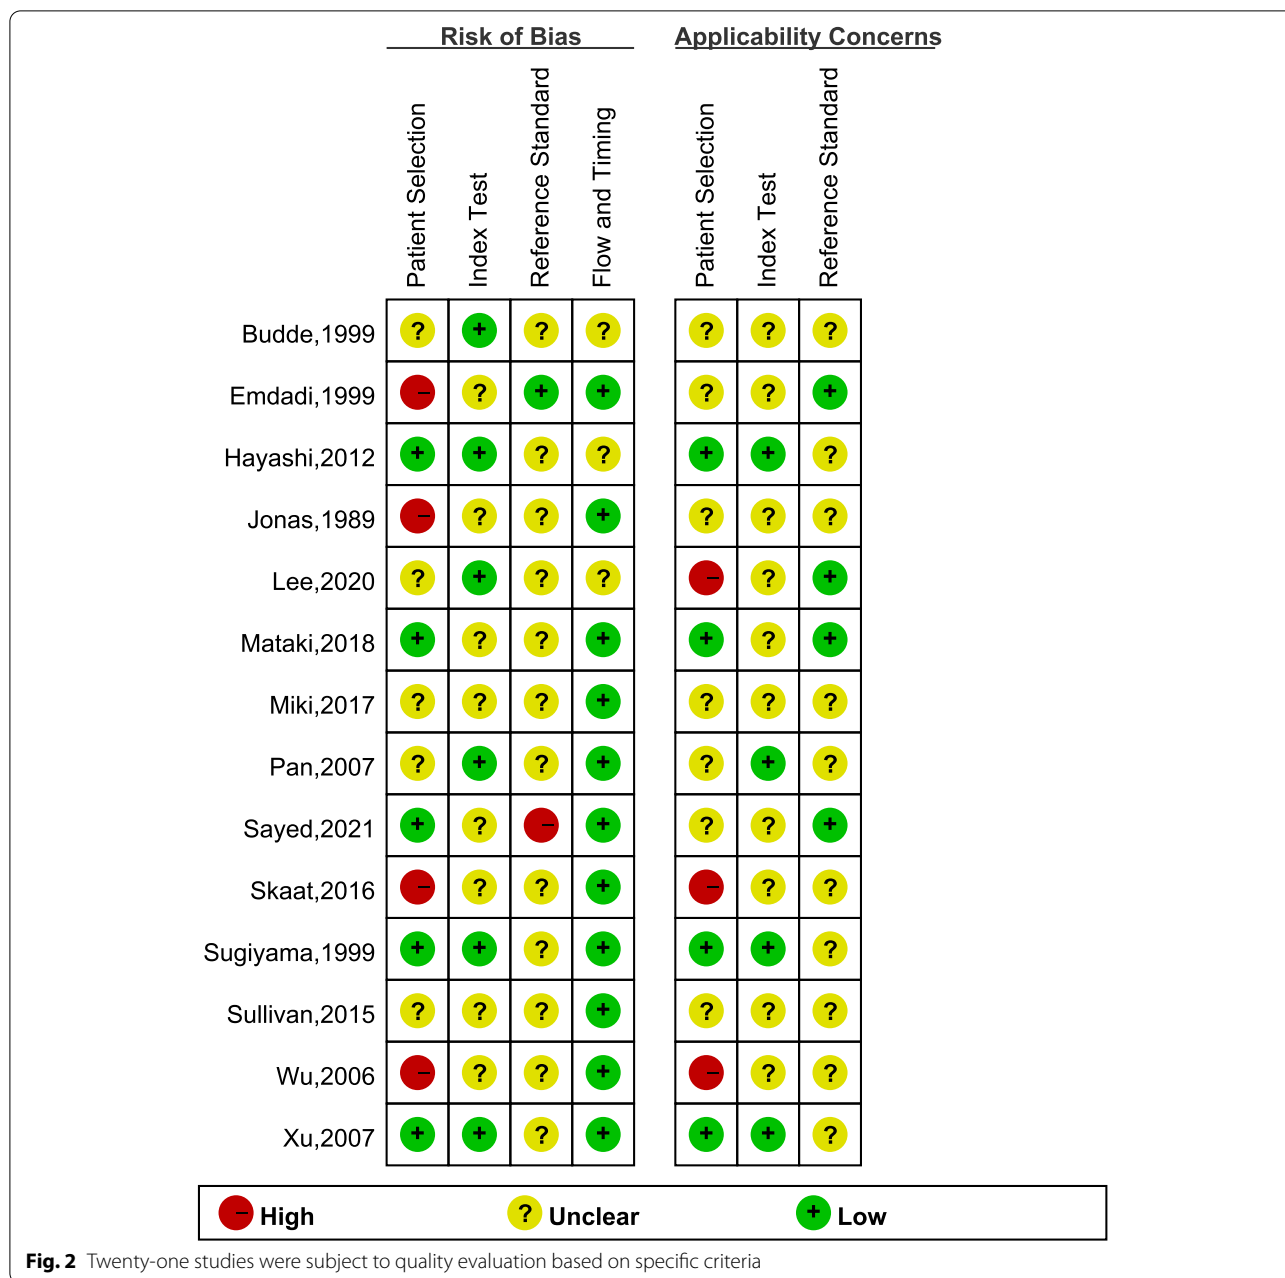 Risk of Bias Applicability Concerns
Patient Selection Index Test Reference Standard Flow and Timing Patient Selection Index Test Reference Standard
Budde,1999 ? + ? ? ? ? ?
Emdadi,1999 – ? + + ? ? +
Hayashi,2012 + + ? ? + + ?
Jonas,1989 – ? ? + ? ? ?
Lee,2020 ? + ? ? – ? +
Mataki,2018 + ? ? + + ? +
Miki,2017 ? ? ? + ? ? ?
Pan,2007 ? + ? + ? + ?
Sayed,2021 + ? – + ? ? +
Skaat,2016 – ? ? + – ? ?
Sugiyama,1999 + + ? + + + ?
Sullivan,2015 ? ? ? + ? ? ?
Wu,2006 – ? ? + – ? ?
Xu,2007 + + ? + + + ?
– High ? Unclear + Low
Fig. 2 Twenty-one studies were subject to quality evaluation based on specific criteria